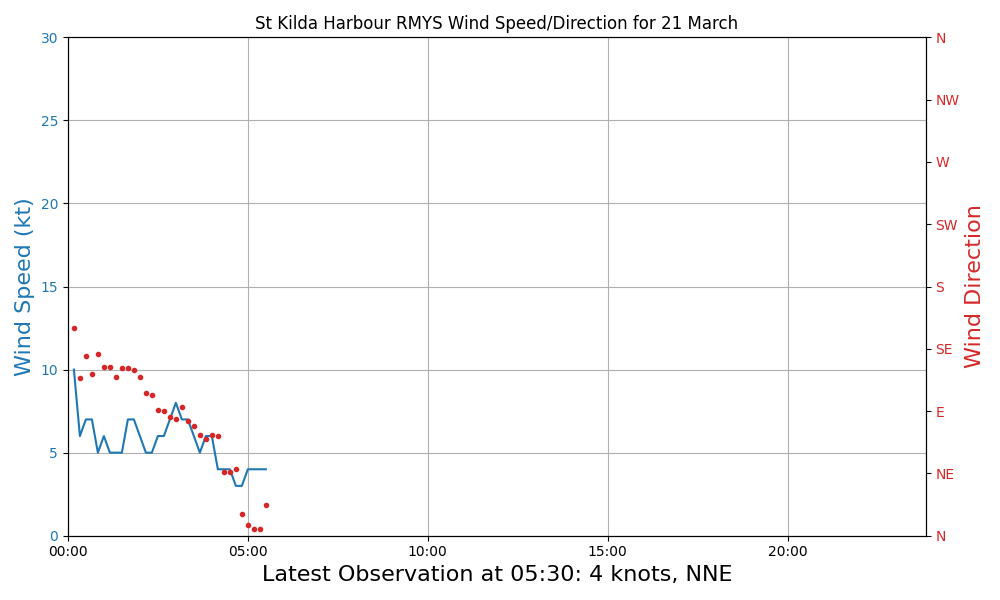 St Kilda Harbour RMYS Wind Speed/Direction for 21 March
Wind Speed (kt)
30
25
20
15
10
5
0
00:00
05:00
10:00
15:00
20:00
N
NW
W
SW
S
SE
E
NE
N
Wind Direction
Latest Observation at 05:30: 4 knots, NNE